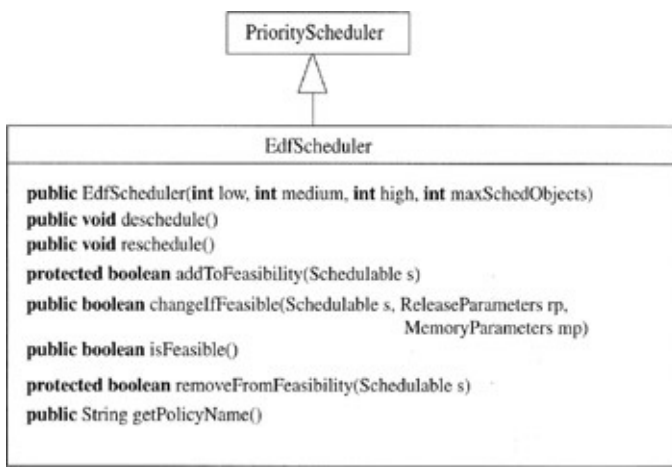 PriorityScheduler
EdfScheduler
public EdfScheduler(int low, int medium, int high, int maxSchedObjects)
public void deschedule()
public void reschedule()
protected boolean addToFeasibility(Schedulable s)
public boolean changeIfFeasible(Schedulable s, ReleaseParameters rp,
MemoryParameters mp)
public boolean isFeasible()
protected boolean removeFromFeasibility(Schedulable s)
public String getPolicyName()